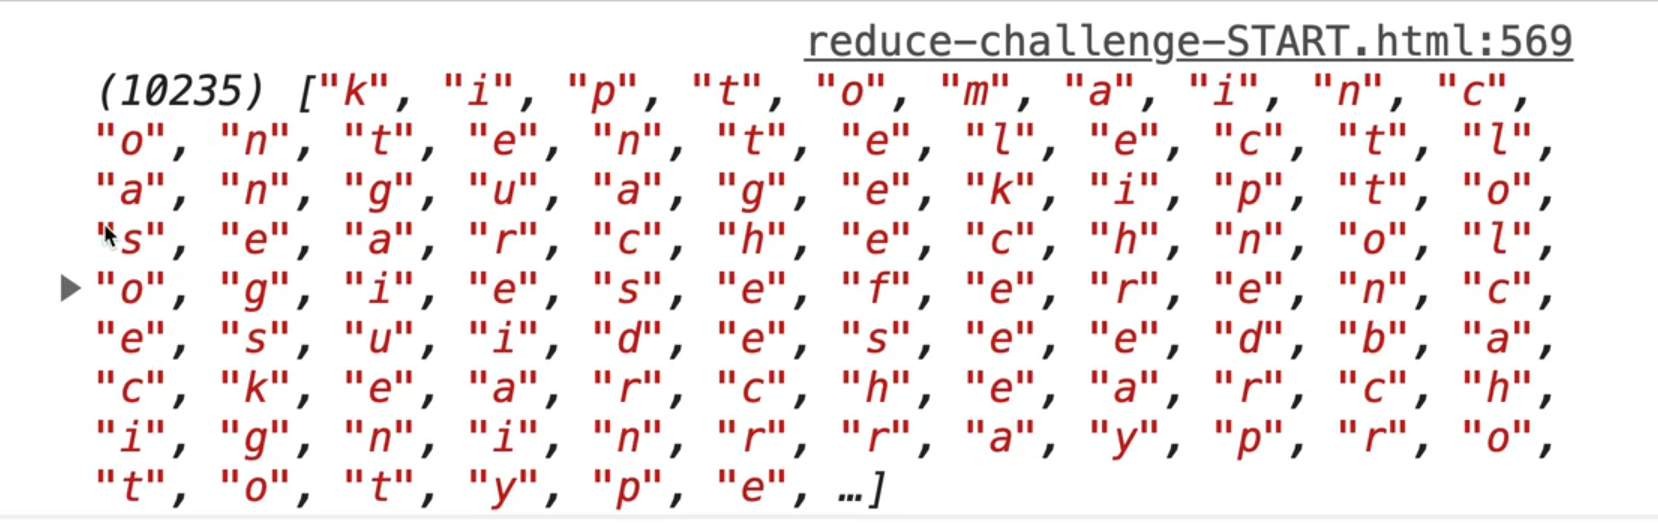 reduce-challenge-START.html:569
(10235) ["k", "i", "p", "t", "o", "m", "a", "i", "n", "c",
"o", "n", "t", "e", "n", "t", "e", "l", "e", "c", "t", "l",
"a", "n", "g", "u", "a", "g", "e", "k", "i", "p", "t", "o",
"s", "e", "a", "r", "c", "h", "e", "c", "h", "n", "o", "l",
"o", "g", "i", "e", "s", "e", "f", "e", "r", "e", "n", "c",
"e", "s", "u", "i", "d", "e", "s", "e", "e", "d", "b", "a",
"c", "k", "e", "a", "r", "c", "h", "e", "a", "r", "c", "h",
"i", "g", "n", "i", "n", "r", "r", "a", "y", "p", "r", "o",
"t", "o", "t", "y", "p", "e", …]